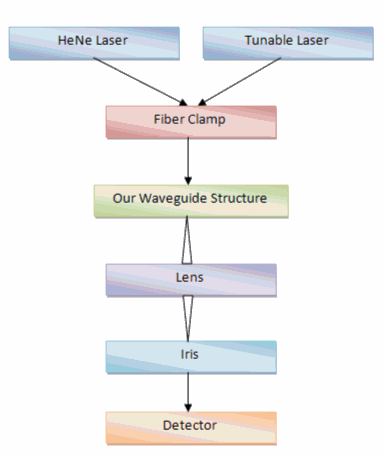 HeNe Laser
Tunable Laser
Fiber Clamp
Our Waveguide Structure
Lens
Iris
Detector